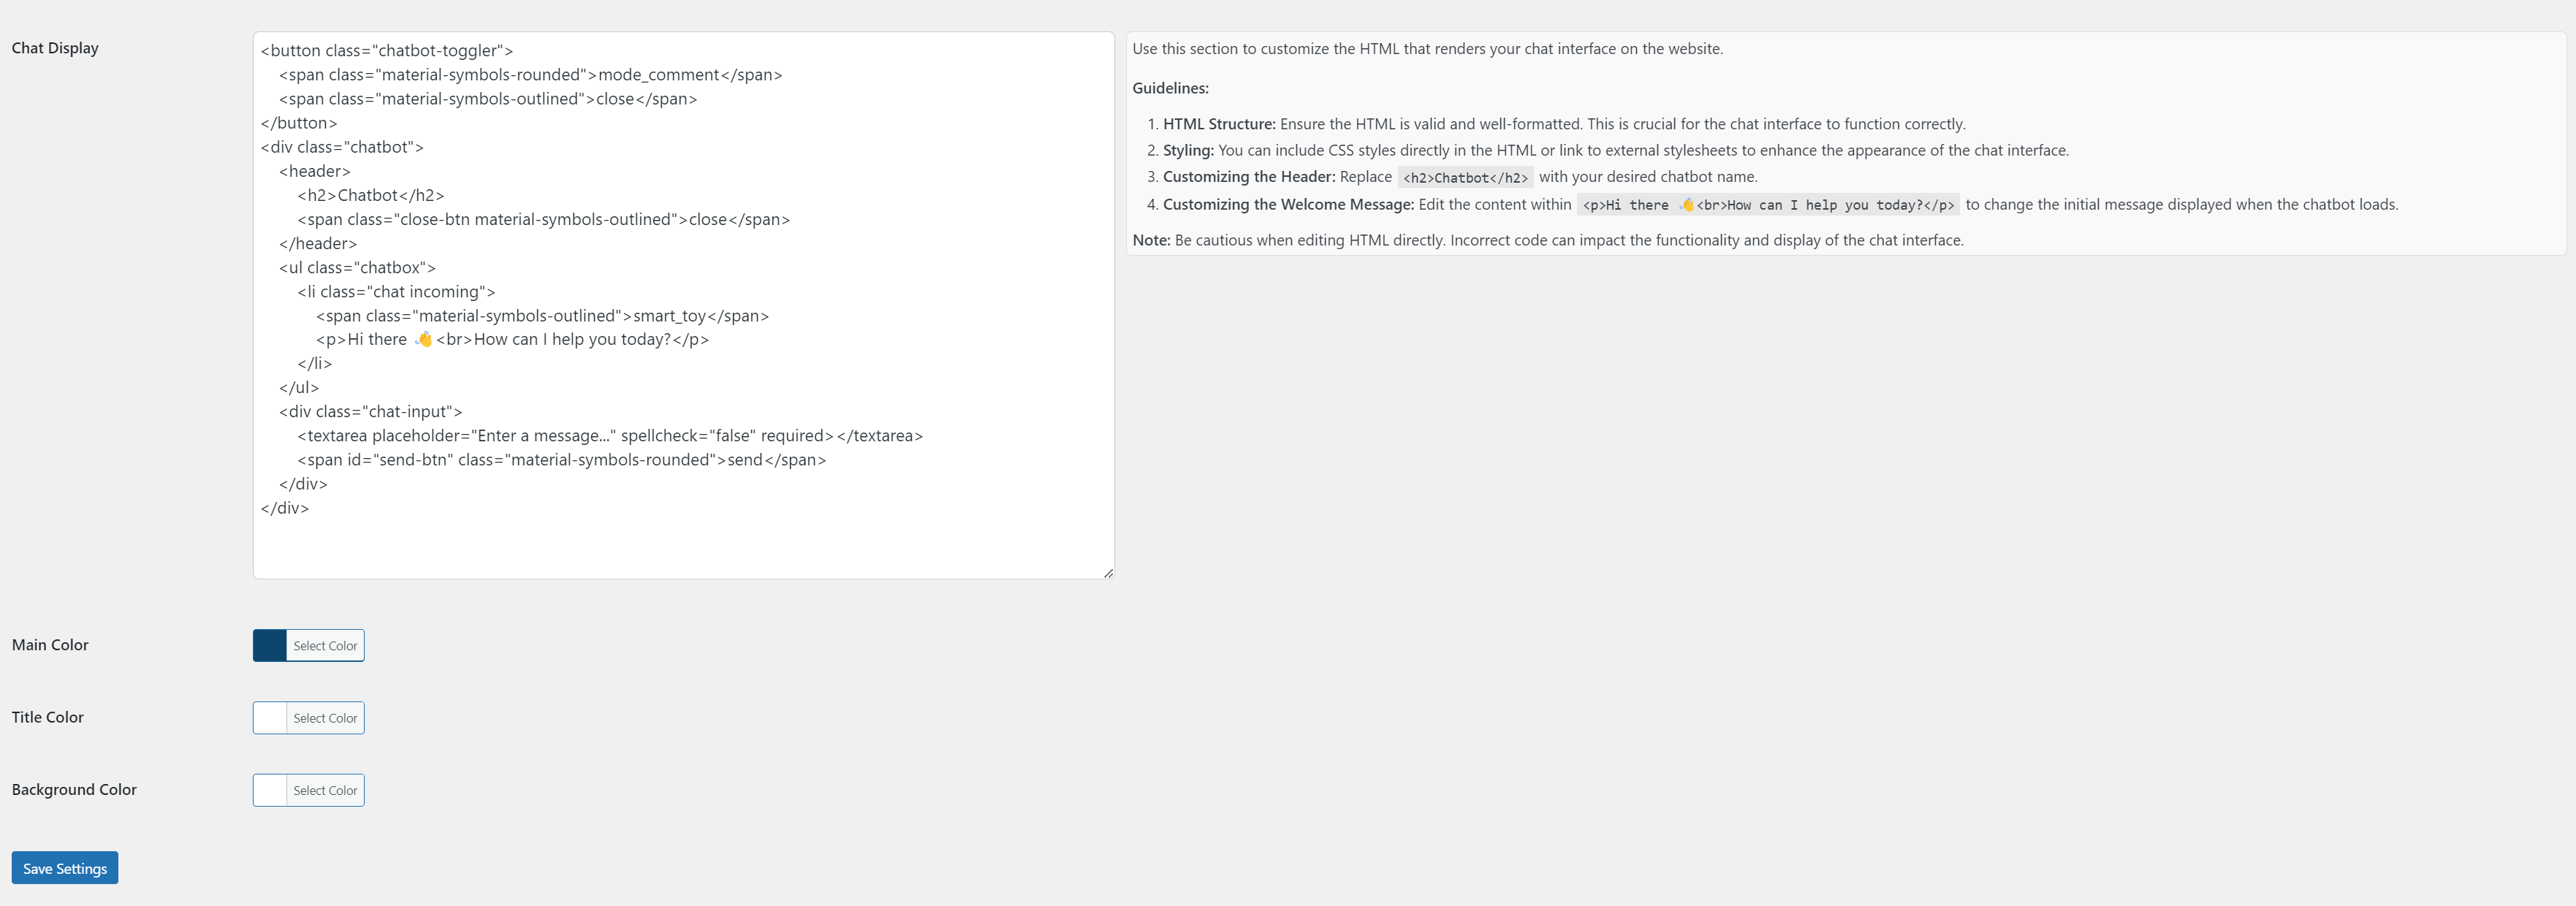 Chat Display
<button class="chatbot-toggler">
<span class="material-symbols-rounded">mode_comment</span>
<span class="material-symbols-outlined">close</span>
</button>
<div class="chatbot">
<header>
<h2>Chatbot</h2>
<span class="close-btn material-symbols-outlined">close</span>
</header>
<ul class="chatbox">
<li class="chat incoming">
<span class="material-symbols-outlined">smart_toy</span>
<p>Hi there 👋<br>How can I help you today?</p>
</li>
</ul>
<div class="chat-input">
<textarea placeholder="Enter a message..." spellcheck="false" required></textarea>
<span id="send-btn" class="material-symbols-rounded">send</span>
</div>
</div>
Use this section to customize the HTML that renders your chat interface on the website.
Guidelines:
1. HTML Structure: Ensure the HTML is valid and well-formatted. This is crucial for the chat interface to function correctly.
2. Styling: You can include CSS styles directly in the HTML or link to external stylesheets to enhance the appearance of the chat interface.
3. Customizing the Header: Replace <h2>Chatbot</h2> with your desired chatbot name.
4. Customizing the Welcome Message: Edit the content within <p>Hi there 👋<br>How can I help you today?</p> to change the initial message displayed when the chatbot loads.
Note: Be cautious when editing HTML directly. Incorrect code can impact the functionality and display of the chat interface.
Main Color
Select Color
Title Color
Select Color
Background Color
Select Color
Save Settings